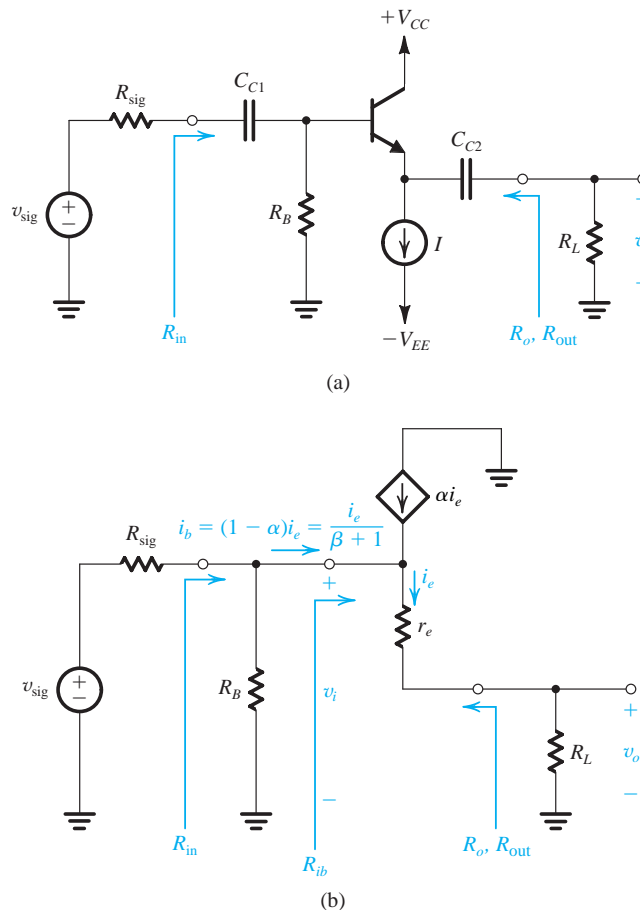 +V_CC
C_C1
R_sig
C_C2
v_sig
+
−
R_B
I
R_L
+
−
R_in
−V_EE
R_o, R_out
(a)
αi_e
i_b = (1 − α)i_e = i_e / (β + 1)
R_sig
+
i_e
r_e
v_sig
+
−
R_B
v_i
+
R_L
v_o
−
−
R_in
R_ib
R_o, R_out
(b)